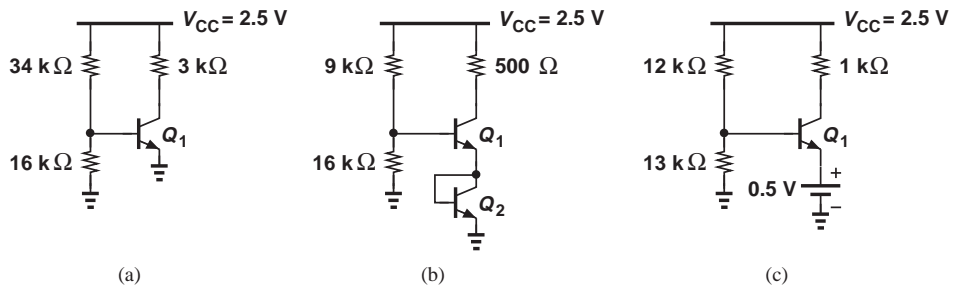 V_CC = 2.5 V
34 kΩ
3 kΩ
Q_1
16 kΩ
(a)
V_CC = 2.5 V
9 kΩ
500 Ω
Q_1
16 kΩ
Q_2
(b)
V_CC = 2.5 V
12 kΩ
1 kΩ
Q_1
13 kΩ
0.5 V
+
−
(c)